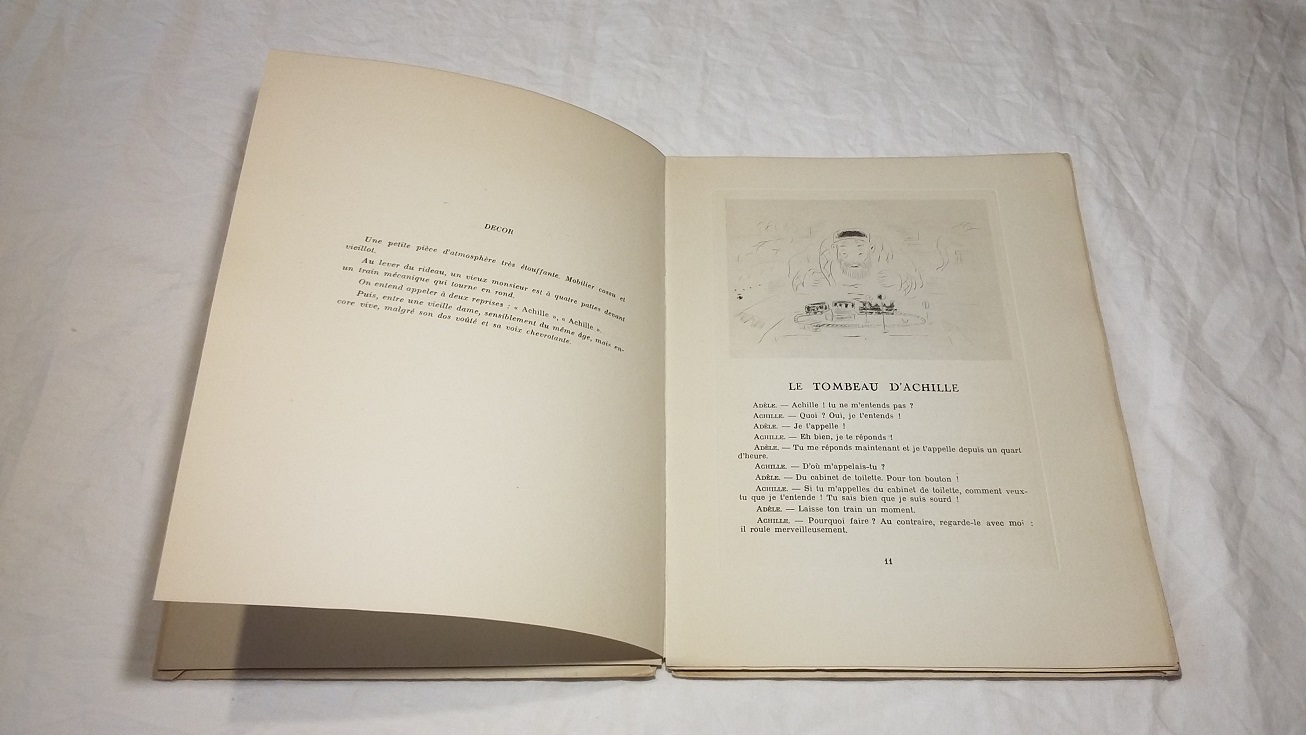 DECOR
Une petite pièce d'atmosphère très étouffante. Mobilier cossu et
vieillot.
Au lever du rideau, un vieux monsieur est à quatre pattes devant
un train mécanique qui tourne en rond.
On entend appeler à deux reprises : « Achille », « Achille ».
Puis, entre une vieille dame, sensiblement du même âge, mais en-
core vive, malgré son dos voûté et sa voix chevrotante.
LE TOMBEAU D'ACHILLE
ADÈLE. — Achille ! tu ne m'entends pas ?
ACHILLE. — Quoi ? Oui, je t'entends !
ADÈLE. — Je t'appelle !
ACHILLE. — Eh bien, je te réponds !
ADÈLE. — Tu me réponds maintenant et je t'appelle depuis un quart
d'heure.
ACHILLE. — D'où m'appelais-tu ?
ADÈLE. — Du cabinet de toilette. Pour ton bouton !
ACHILLE. — Si tu m'appelles du cabinet de toilette, comment veux-
tu que je t'entende ! Tu sais bien que je suis sourd !
ADÈLE. — Laisse ton train un moment.
ACHILLE. — Pourquoi faire ? Au contraire, regarde-le avec moi :
il roule merveilleusement.
11